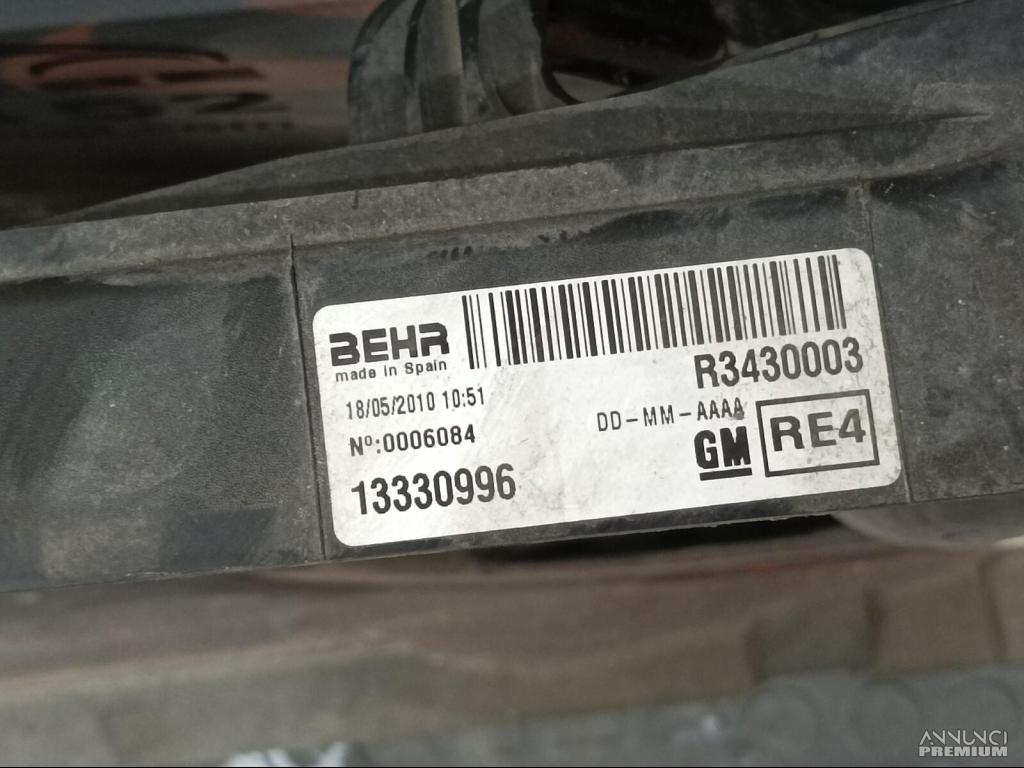 BEHR
made in Spain
R3430003
18/05/2010 10:51
DD-MM-AAAA
Nº:0006084
GM
RE4
13330996
ANNUNCI
PREMIUM